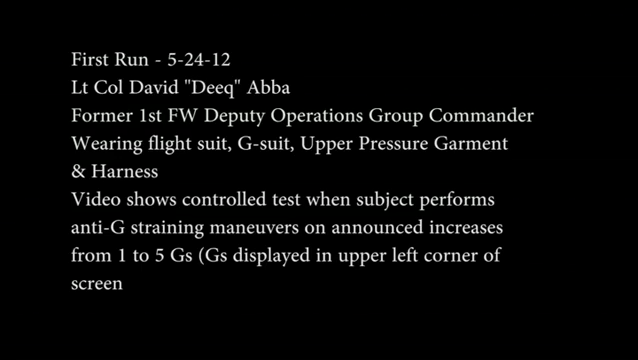 First Run - 5-24-12
Lt Col David "Deeq" Abba
Former 1st FW Deputy Operations Group Commander
Wearing flight suit, G-suit, Upper Pressure Garment
& Harness
Video shows controlled test when subject performs
anti-G straining maneuvers on announced increases
from 1 to 5 Gs (Gs displayed in upper left corner of
screen